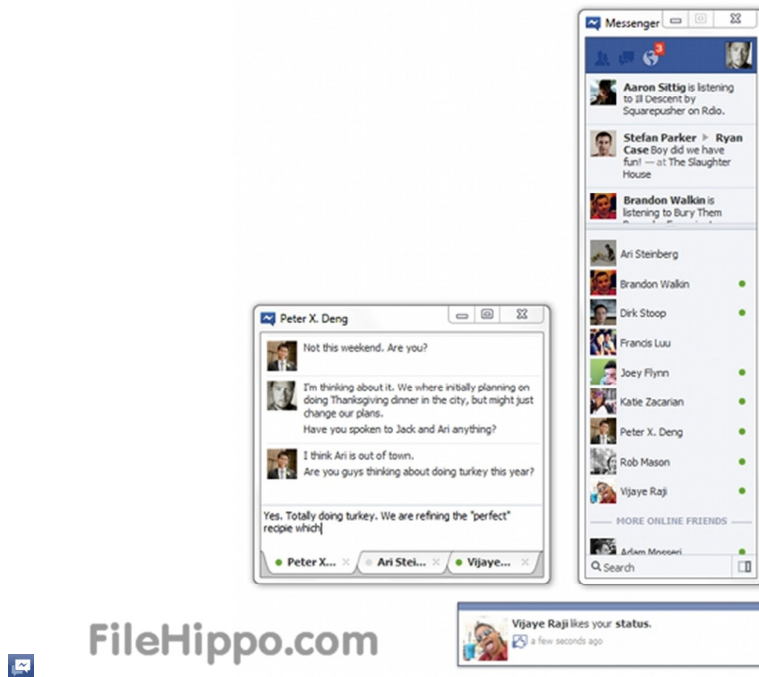 Messenger
3
Aaron Sittig is listening
to Ill Descent by
Squarepusher on Rdio.
Stefan Parker ▶ Ryan
Case Boy did we have
fun! — at The Slaughter
House
Brandon Walkin is
listening to Bury Them
Ari Steinberg
Brandon Walkin
Dirk Stoop
Francis Luu
Joey Flynn
Katie Zacarian
Peter X. Deng
Rob Mason
Vijaye Raji
MORE ONLINE FRIENDS
Adam Mosseri
Search
Peter X. Deng
Not this weekend. Are you?
I'm thinking about it. We where initially planning on
doing Thanksgiving dinner in the city, but might just
change our plans.
Have you spoken to Jack and Ari anything?
I think Ari is out of town.
Are you guys thinking about doing turkey this year?
Yes. Totally doing turkey. We are refining the "perfect"
recipie which
Peter X... Ari Stei... Vijaye...
Vijaye Raji likes your status.
a few seconds ago
FileHippo.com